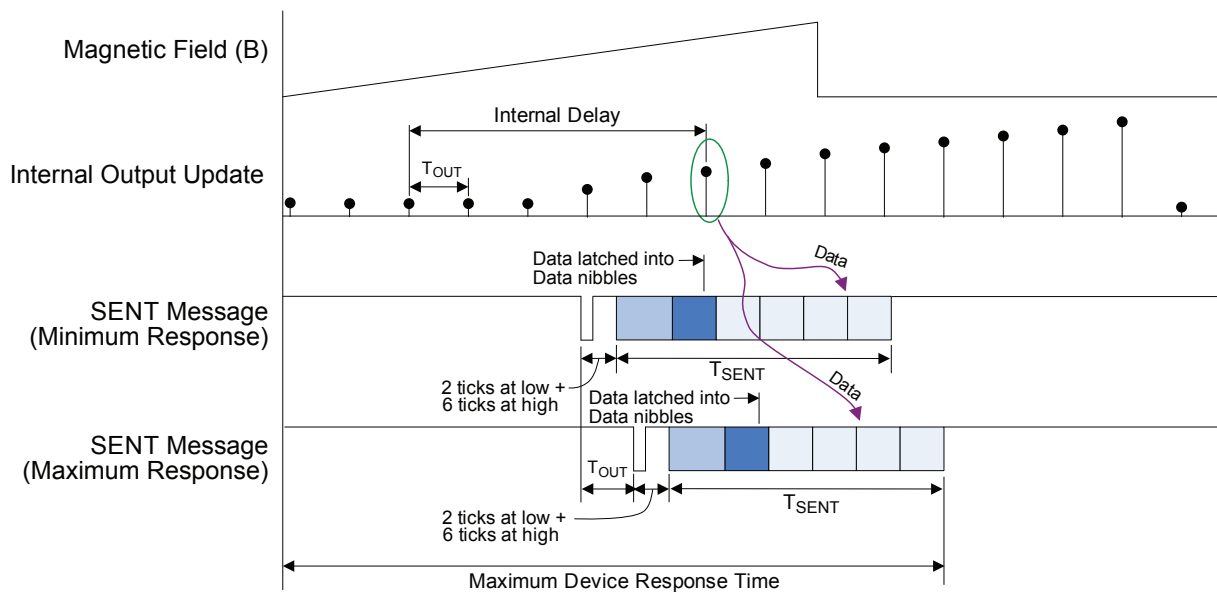 Magnetic Field (B)
Internal Delay
Internal Output Update
TOUT
Data latched into
Data nibbles
Data
SENT Message
(Minimum Response)
TSENT
2 ticks at low +
6 ticks at high
Data latched into
Data nibbles
Data
SENT Message
(Maximum Response)
TOUT
TSENT
2 ticks at low +
6 ticks at high
Maximum Device Response Time